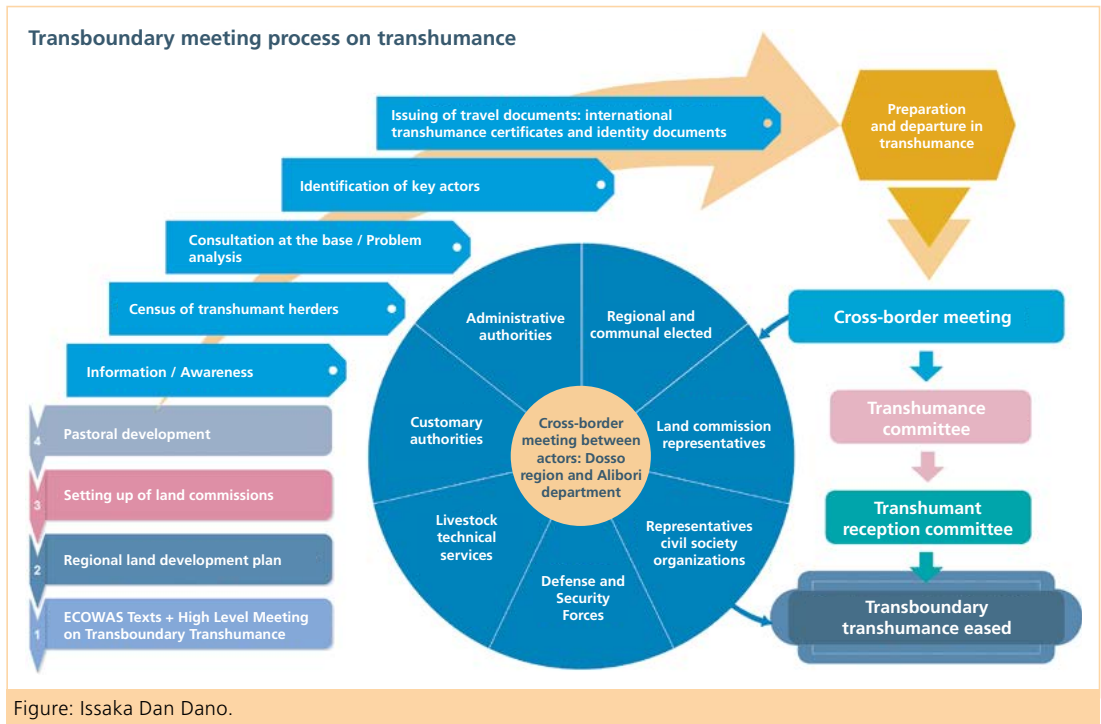 Transboundary meeting process on transhumance
Issuing of travel documents: international
transhumance certificates and identity documents
Identification of key actors
Consultation at the base / Problem
analysis
Census of transhumant herders
Information / Awareness
4
Pastoral development
3
Setting up of land commissions
2
Regional land development plan
1
ECOWAS Texts + High Level Meeting
on Transboundary Transhumance
Administrative
authorities
Regional and
communal elected
Customary
authorities
Cross-border
meeting between
actors: Dosso
region and Alibori
department
Land commission
representatives
Livestock
technical
services
Representatives
civil society
organizations
Defense and
Security
Forces
Preparation
and departure in
transhumance
Cross-border meeting
Transhumance
committee
Transhumant
reception committee
Transboundary
transhumance eased
Figure: Issaka Dan Dano.